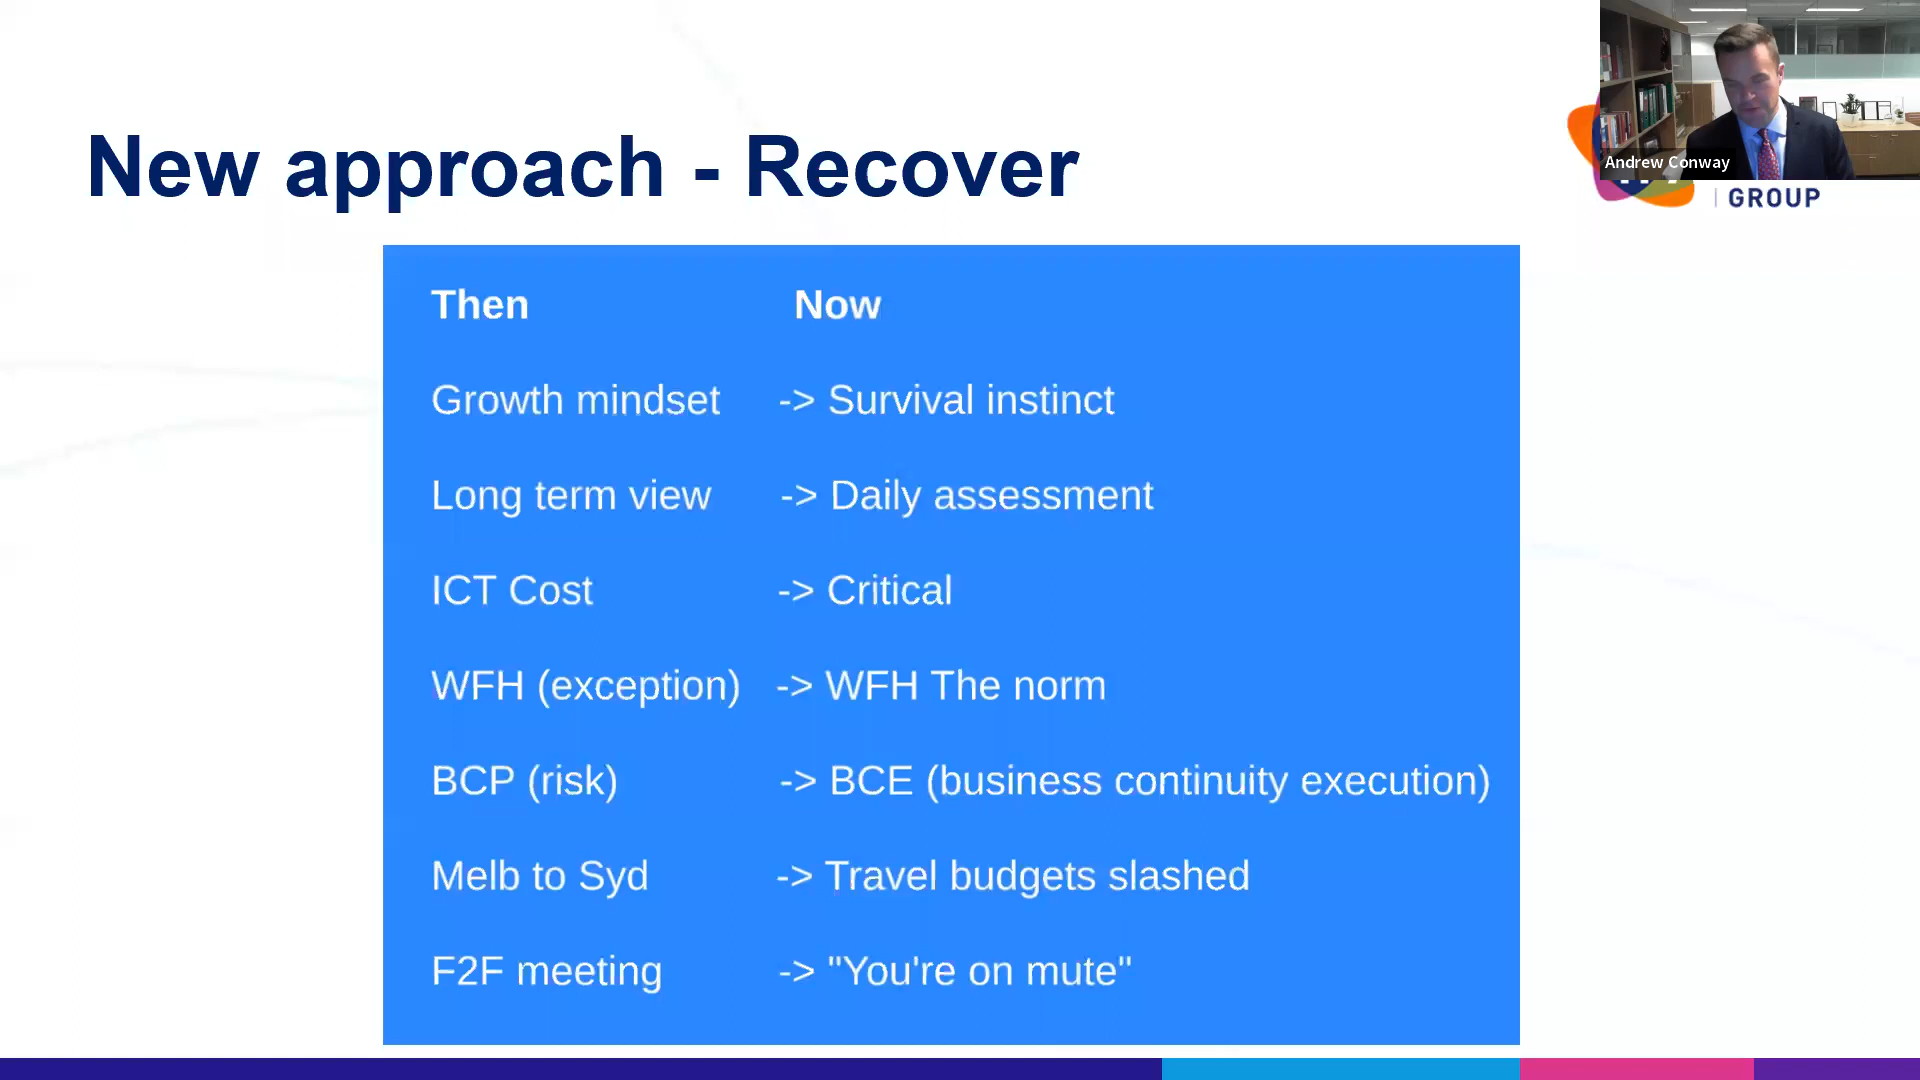 New approach - Recover
Andrew Conway
GROUP
Then Now
Growth mindset -> Survival instinct
Long term view -> Daily assessment
ICT Cost -> Critical
WFH (exception) -> WFH The norm
BCP (risk) -> BCE (business continuity execution)
Melb to Syd -> Travel budgets slashed
F2F meeting -> "You're on mute"